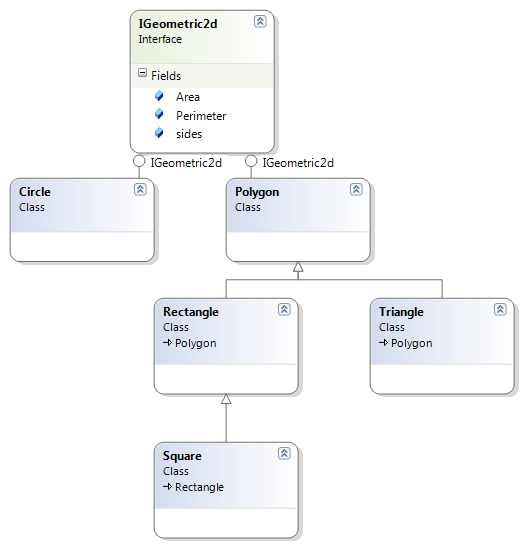 IGeometric2d
Interface
Fields
Area
Perimeter
sides
IGeometric2d
IGeometric2d
Circle
Class
Polygon
Class
Rectangle
Class
Polygon
Triangle
Class
Polygon
Square
Class
Rectangle